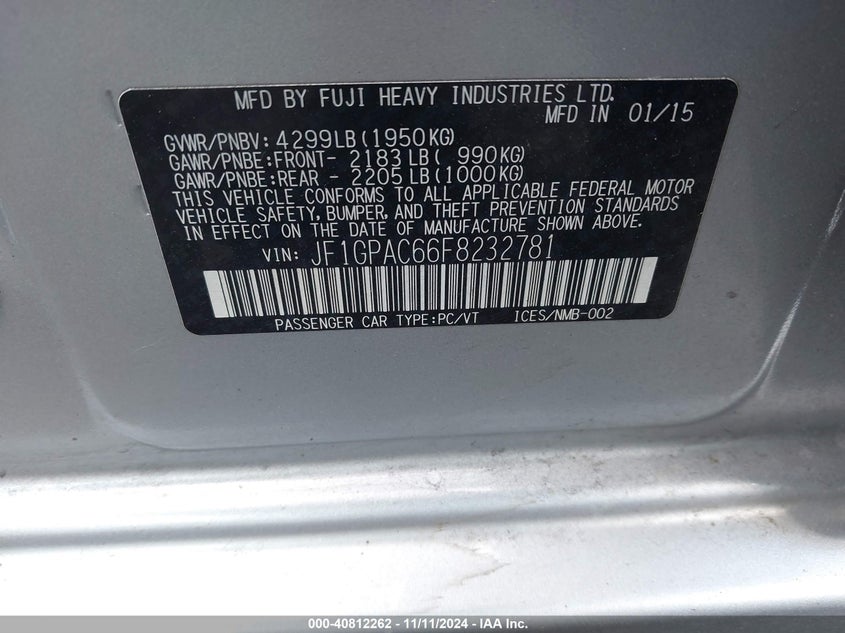 MFD BY FUJI HEAVY INDUSTRIES LTD.
MFD IN 01/15
GVWR/PNBV: 4299LB(1950KG)
GAWR/PNBE:FRONT- 2183LB( 990KG)
GAWR/PNBE:REAR - 2205LB(1000KG)
THIS VEHICLE CONFORMS TO ALL APPLICABLE FEDERAL MOTOR
VEHICLE SAFETY, BUMPER, AND THEFT PREVENTION STANDARDS
IN EFFECT ON THE DATE OF MANUFACTURE SHOWN ABOVE.
VIN: JF1GPAC66F8232781
PASSENGER CAR TYPE:PC/VT ICES/NMB-002
000-40812262 - 11/11/2024 - IAA Inc.